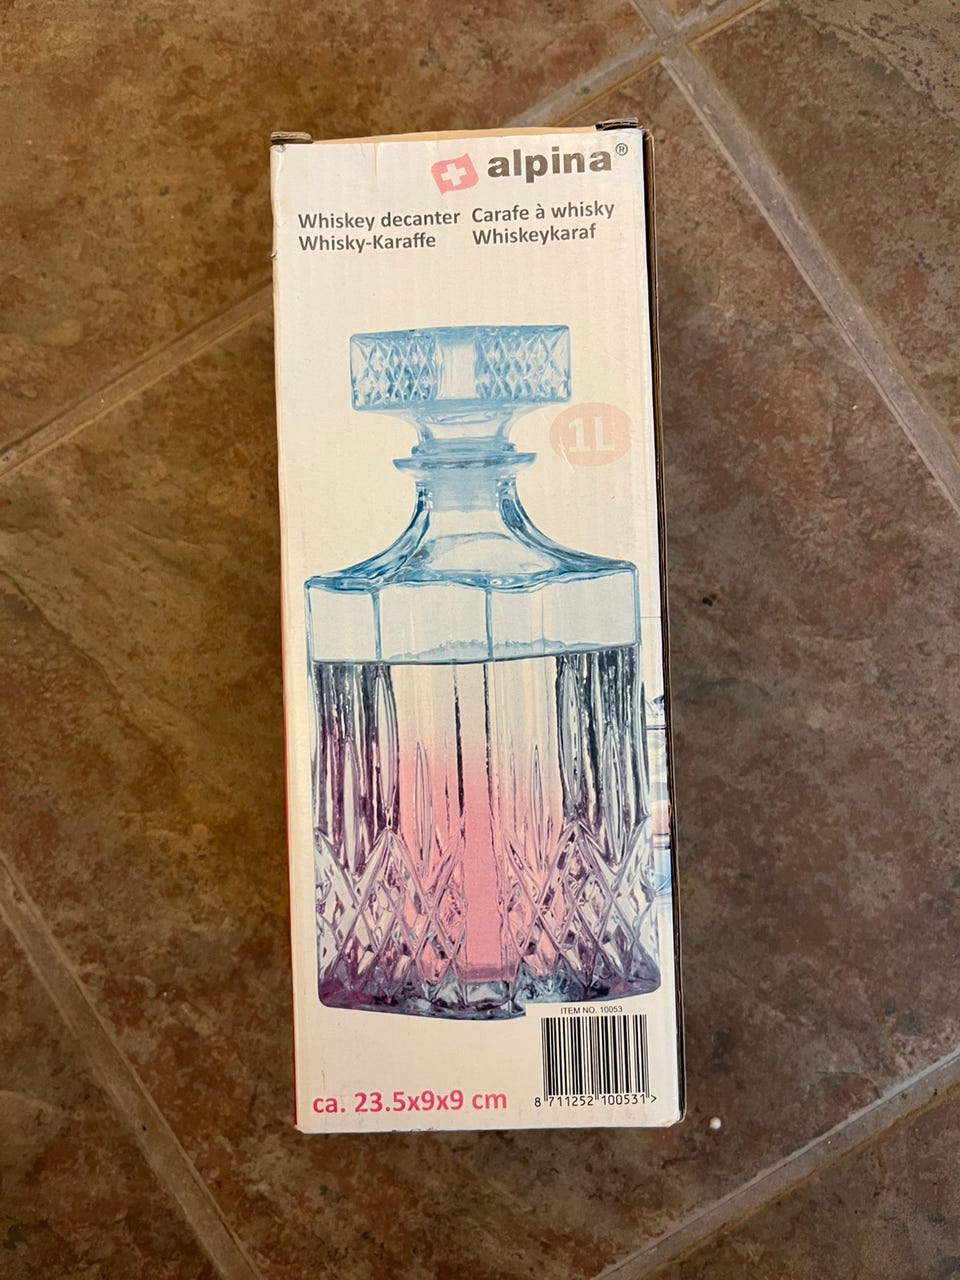 alpina®
Whiskey decanter
Whisky-Karaffe
Carafe à whisky
Whiskeykaraf
1L
ITEM NO. 10053
8 711252 100531 >
ca. 23.5x9x9 cm